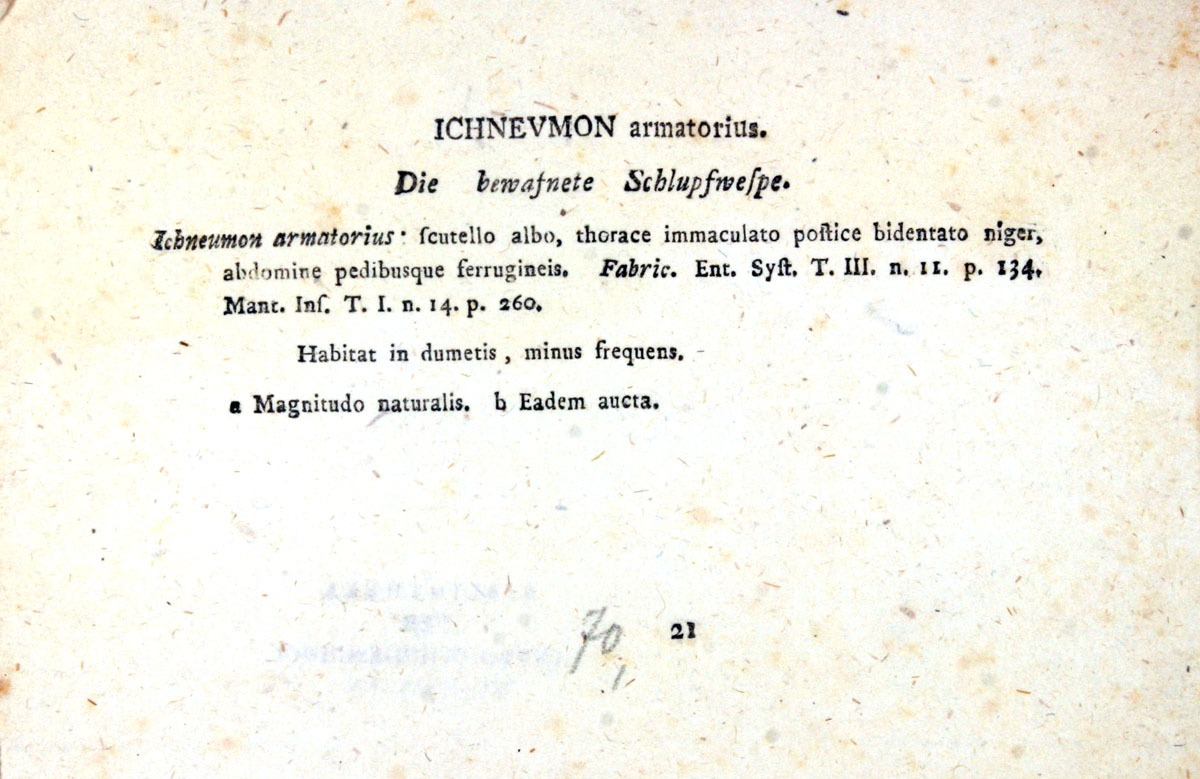 ICHNEVMON armatorius.
Die bewafnete Schlupfweſpe.
Ichneumon armatorius: ſcutello albo, thorace immaculato poſtice bidentato niger,
abdomine pedibusque ferrugineis. Fabric. Ent. Syſt. T. III. n. 11. p. 134.
Mant. Inſ. T. I. n. 14. p. 260.
Habitat in dumetis, minus frequens.
a Magnitudo naturalis. b Eadem aucta.
70,
21